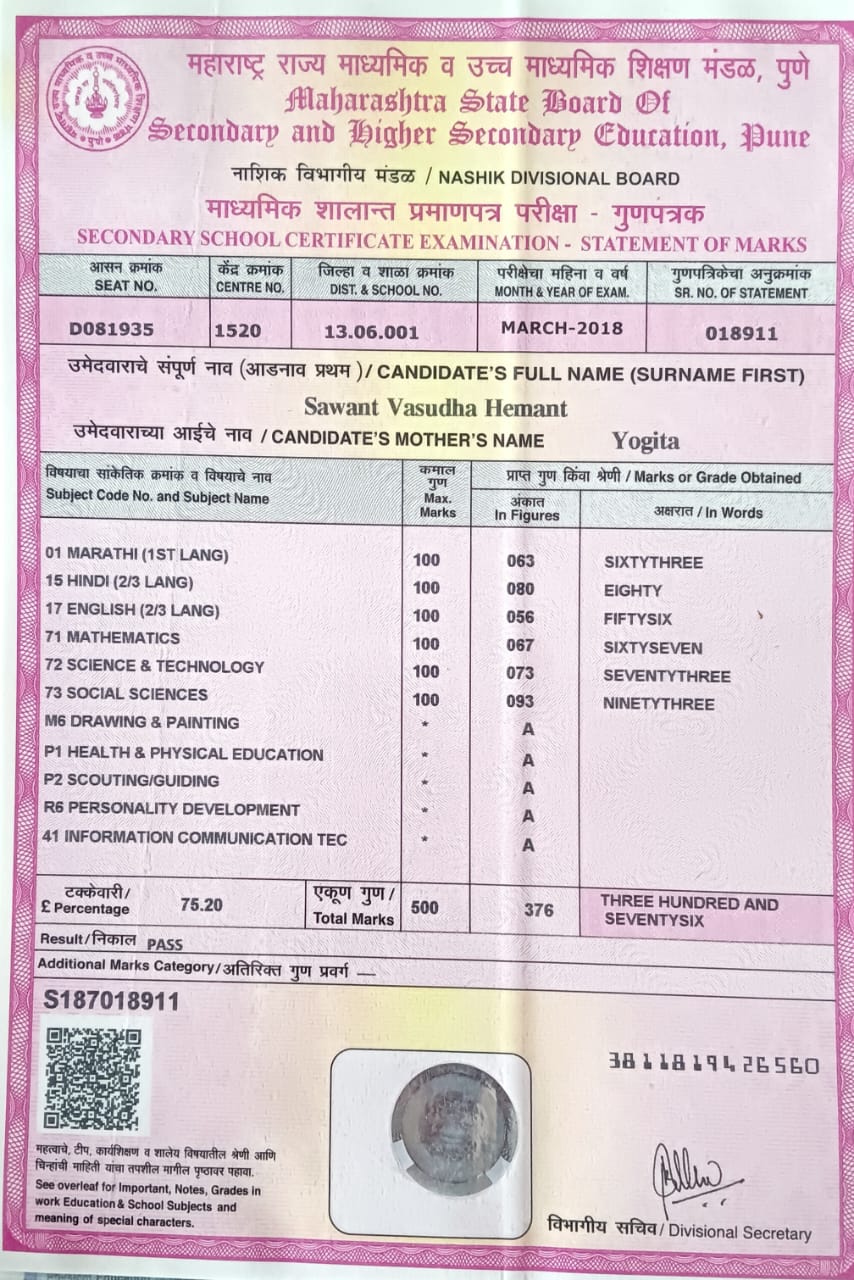 महाराष्ट्र राज्य माध्यमिक व उच्च माध्यमिक शिक्षण मंडळ, पुणे
Maharashtra State Board Of
Secondary and Higher Secondary Education, Pune
नाशिक विभागीय मंडळ / NASHIK DIVISIONAL BOARD
माध्यमिक शालान्त प्रमाणपत्र परीक्षा - गुणपत्रक
SECONDARY SCHOOL CERTIFICATE EXAMINATION - STATEMENT OF MARKS
आसन क्रमांक केंद्र क्रमांक जिल्हा व शाळा क्रमांक परीक्षेचा महिना व वर्ष गुणपत्रिकेचा अनुक्रमांक
SEAT NO. CENTRE NO. DIST. & SCHOOL NO. MONTH & YEAR OF EXAM. SR. NO. OF STATEMENT
D081935 1520 13.06.001 MARCH-2018 018911
उमेदवाराचे संपूर्ण नाव (आडनाव प्रथम )/ CANDIDATE'S FULL NAME (SURNAME FIRST)
Sawant Vasudha Hemant
उमेदवाराच्या आईचे नाव / CANDIDATE'S MOTHER'S NAME Yogita
विषयाचा सांकेतिक क्रमांक व विषयाचे नाव
Subject Code No. and Subject Name
कमाल
गुण
Max.
Marks
प्राप्त गुण किंवा श्रेणी / Marks or Grade Obtained
अंकात
In Figures
अक्षरात / In Words
01 MARATHI (1ST LANG) 100 063 SIXTYTHREE
15 HINDI (2/3 LANG) 100 080 EIGHTY
17 ENGLISH (2/3 LANG) 100 056 FIFTYSIX
71 MATHEMATICS 100 067 SIXTYSEVEN
72 SCIENCE & TECHNOLOGY 100 073 SEVENTYTHREE
73 SOCIAL SCIENCES 100 093 NINETYTHREE
M6 DRAWING & PAINTING * A
P1 HEALTH & PHYSICAL EDUCATION * A
P2 SCOUTING/GUIDING * A
R6 PERSONALITY DEVELOPMENT * A
41 INFORMATION COMMUNICATION TEC * A
टक्केवारी/
£ Percentage 75.20
एकूण गुण /
Total Marks 500 376 THREE HUNDRED AND
SEVENTYSIX
Result/निकाल PASS
Additional Marks Category/अतिरिक्त गुण प्रवर्ग —
S187018911
3811819426560
महत्वाचे, टीप, कार्यशिक्षण व शालेय विषयातील श्रेणी आणि
चिन्हांची माहिती यांचा तपशील मागील पृष्ठावर पहावा.
See overleaf for Important, Notes, Grades in
work Education & School Subjects and
meaning of special characters.
विभागीय सचिव/ Divisional Secretary